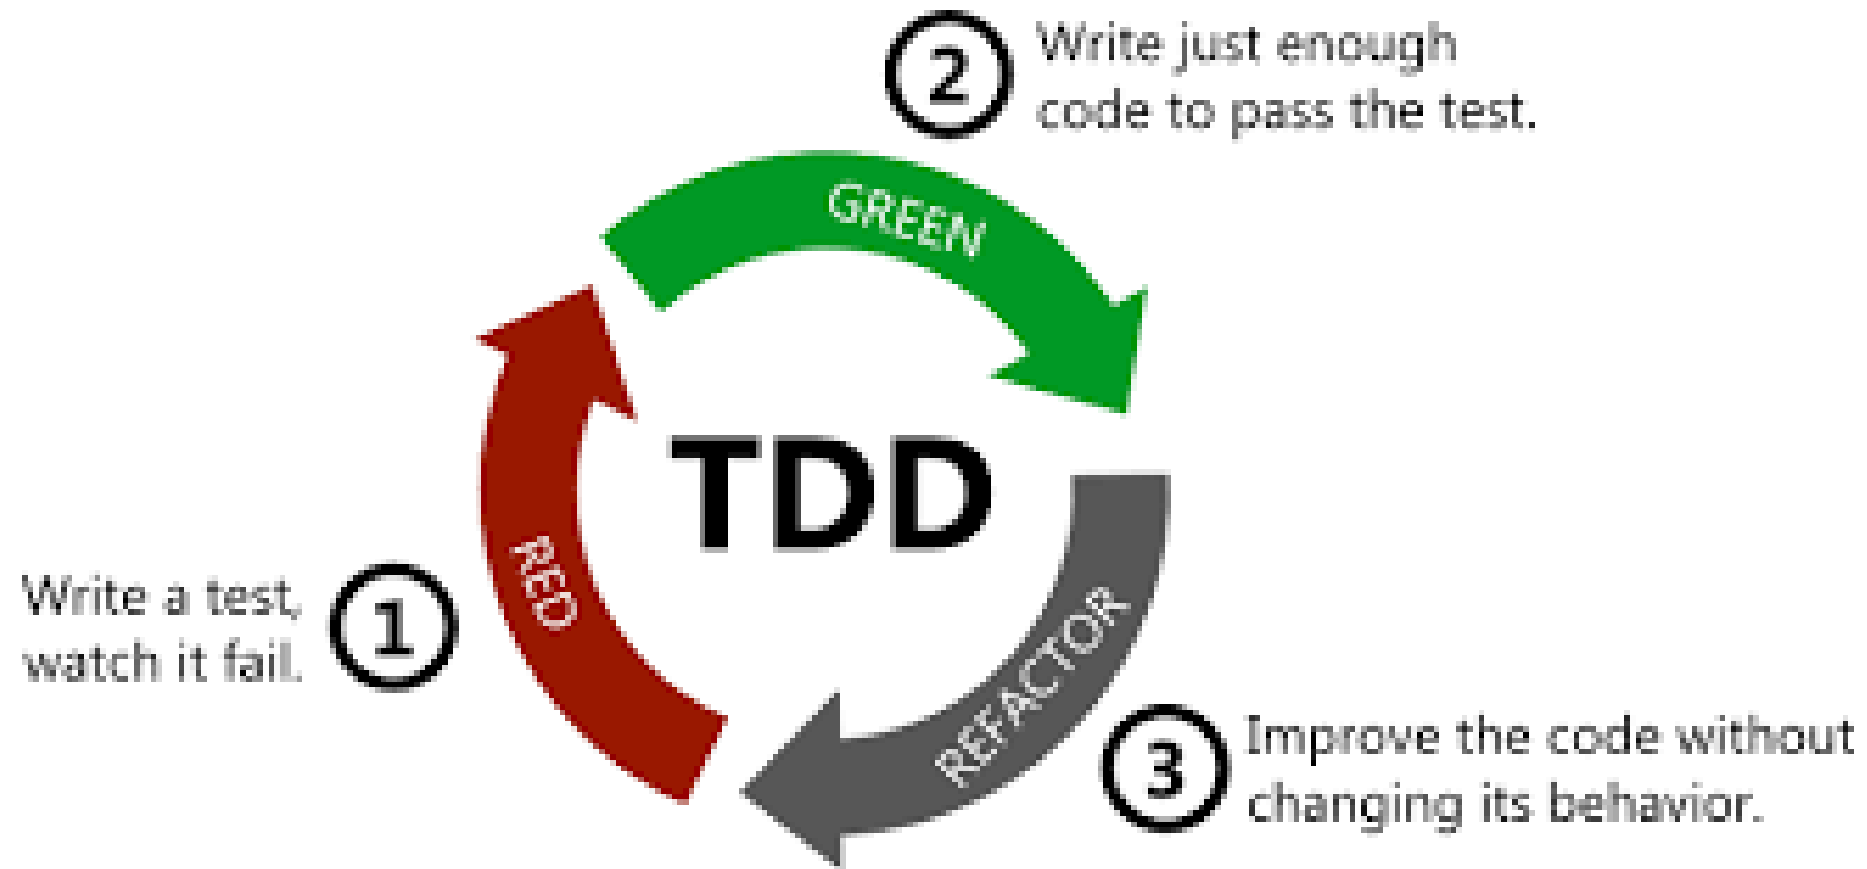 2
Write just enough
code to pass the test.
GREEN
TDD
RED
Write a test,
watch it fail.
1
REFACTOR
3
Improve the code without
changing its behavior.